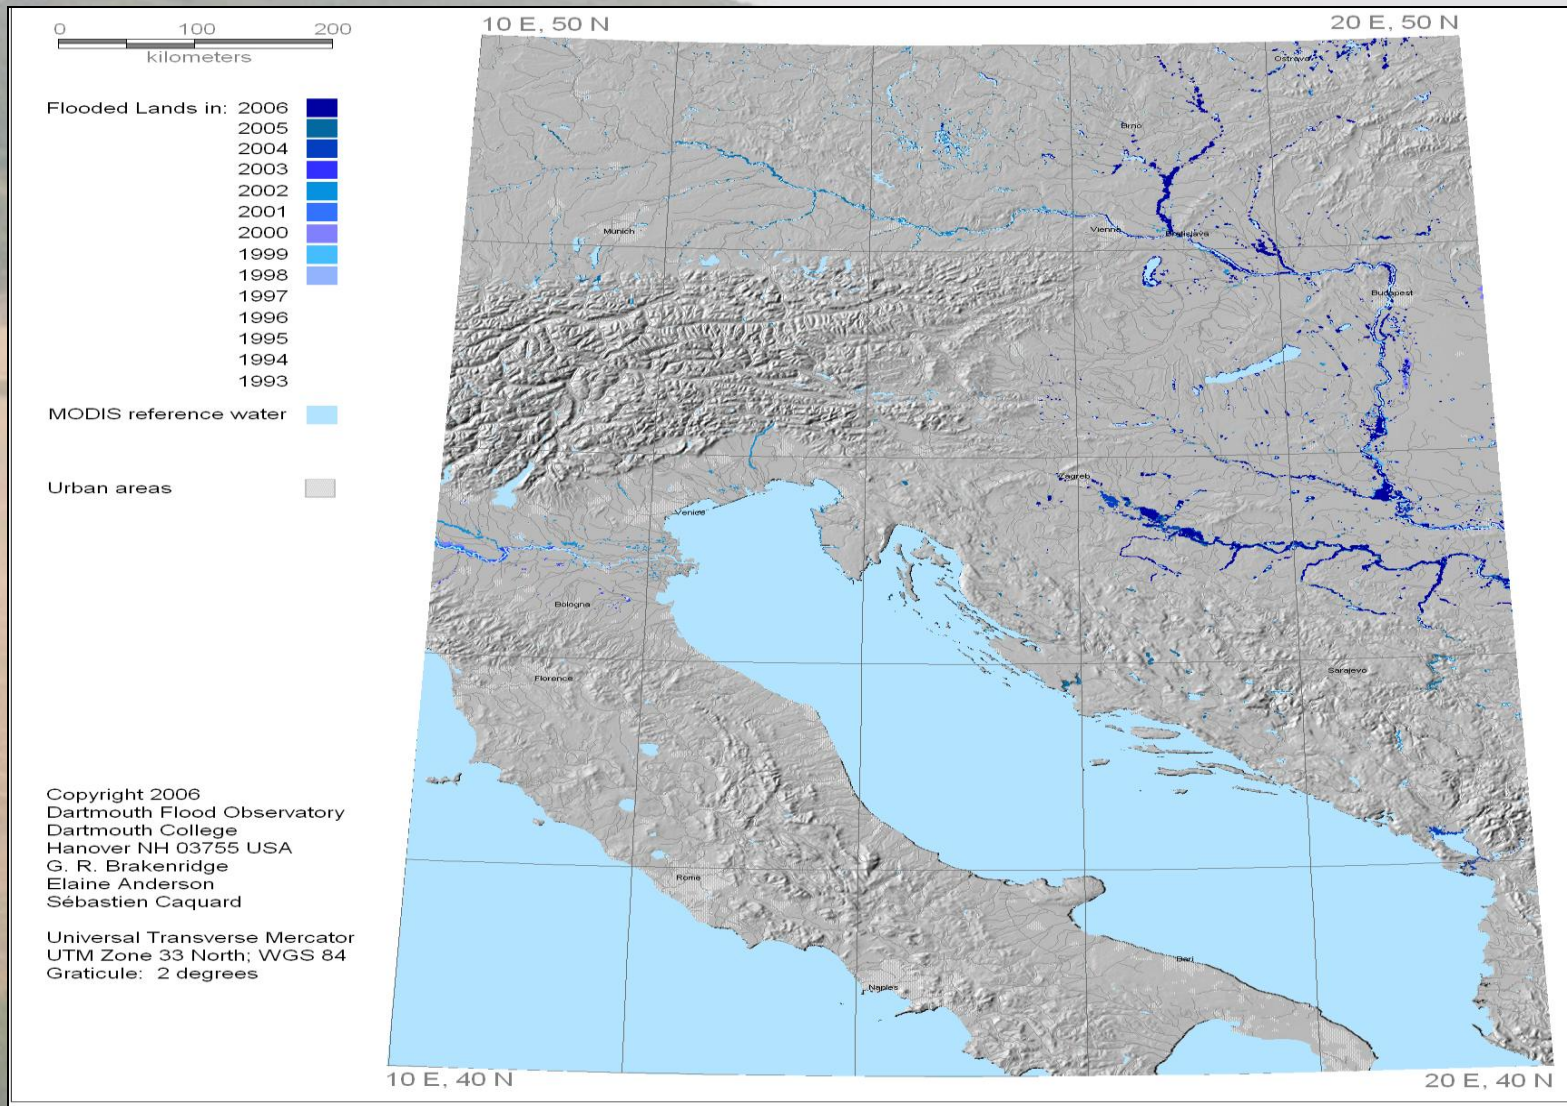 0 100 200
kilometers
10 E, 50 N
20 E, 50 N
Flooded Lands in: 2006
2005
2004
2003
2002
2001
2000
1999
1998
1997
1996
1995
1994
1993
MODIS reference water
Urban areas
Ostrava
Brno
Munich
Vienna
Bratislava
Budapest
Zagreb
Venice
Bologna
Florence
Sarajevo
Rome
Bari
Naples
Copyright 2006
Dartmouth Flood Observatory
Dartmouth College
Hanover NH 03755 USA
G. R. Brakenridge
Elaine Anderson
Sébastien Caquard
Universal Transverse Mercator
UTM Zone 33 North; WGS 84
Graticule: 2 degrees
10 E, 40 N
20 E, 40 N